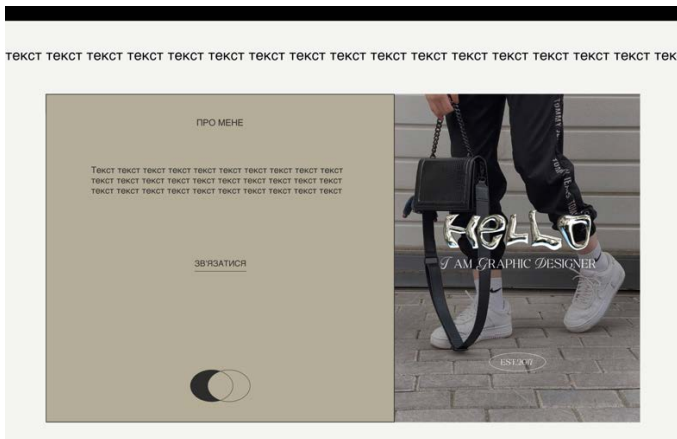 текст текст текст текст текст текст текст текст текст текст текст текст текст текст текст текст тек
ПРО МЕНЕ
Текст текст текст текст текст текст текст текст текст текст
текст текст текст текст текст текст текст текст текст текст
текст текст текст текст текст текст текст текст текст текст
ЗВ'ЯЗАТИСЯ
HELLO
I AM GRAPHIC DESIGNER
EST.2017